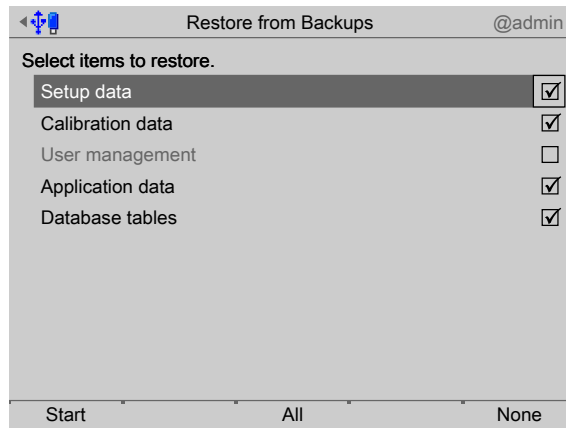 Restore from Backups @admin
Select items to restore.
Setup data
Calibration data
User management
Application data
Database tables
Start All None